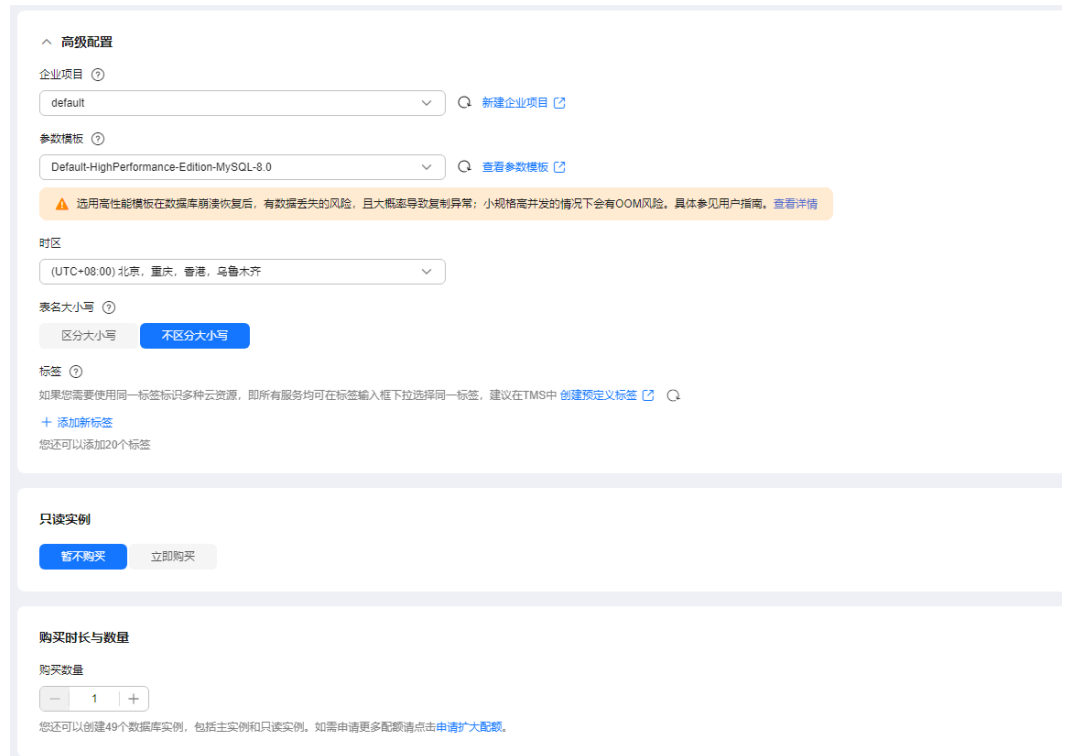 高级配置
企业项目
default
新建企业项目
参数模板
Default-HighPerformance-Edition-MySQL-8.0
查看参数模板
选用高性能模板在数据库崩溃恢复后，有数据丢失的风险，且大概率导致复制异常；小规格高并发的情况下会有OOM风险。具体参见用户指南。查看详情
时区
(UTC+08:00) 北京，重庆，香港，乌鲁木齐
表名大小写
区分大小写 不区分大小写
标签
如果您需要使用同一标签标识多种云资源，即所有服务均可在标签输入框下拉选择同一标签，建议在TMS中 创建预定义标签
+ 添加新标签
您还可以添加20个标签
只读实例
暂不购买 立即购买
购买时长与数量
购买数量
— 1 +
您还可以创建49个数据库实例，包括主实例和只读实例。如需申请更多配额请点击申请扩大配额。